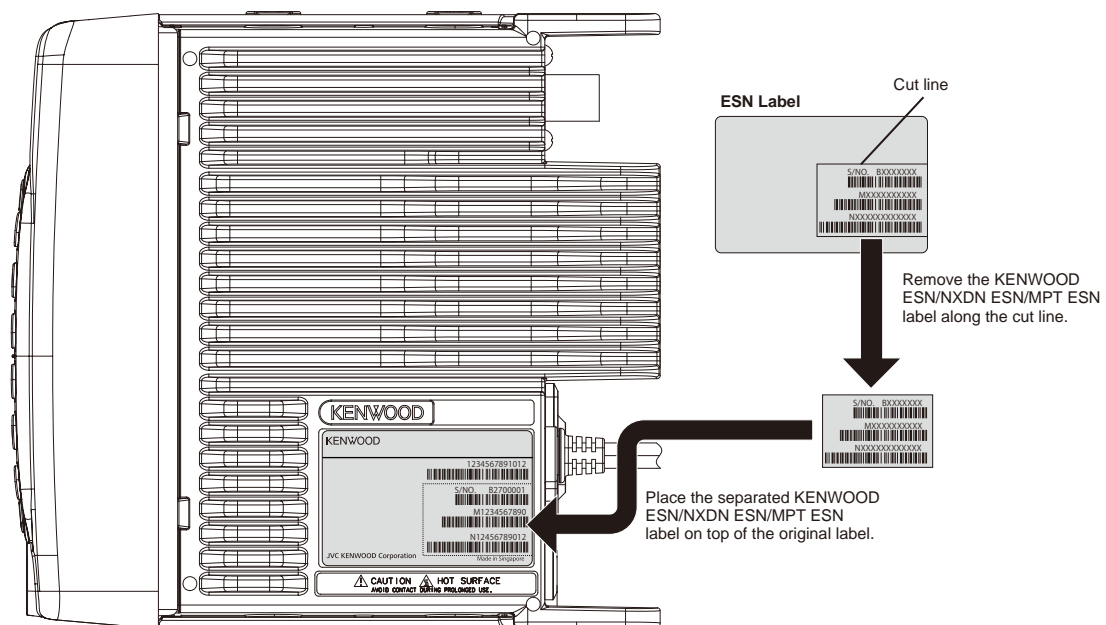 Cut line
ESN Label
S/NO. BXXXXXXX
MXXXXXXXXXX
NXXXXXXXXXXXX
Remove the KENWOOD
ESN/NXDN ESN/MPT ESN
label along the cut line.
S/NO. BXXXXXXX
MXXXXXXXXXX
NXXXXXXXXXXXX
KENWOOD
KENWOOD
1234567891012
S/NO. B2700001
M1234567890
N12456789012
JVC KENWOOD Corporation
Made in Singapore
CAUTION HOT SURFACE
AVOID CONTACT DURING PROLONGED USE.
Place the separated KENWOOD
ESN/NXDN ESN/MPT ESN
label on top of the original label.